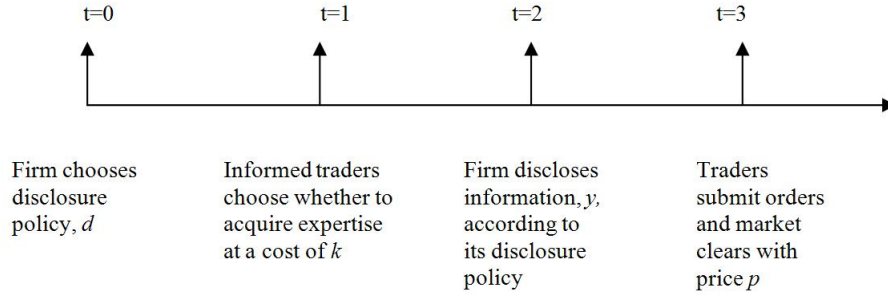 t=0
t=1
t=2
t=3
Firm chooses
disclosure
policy, d
Informed traders
choose whether to
acquire expertise
at a cost of k
Firm discloses
information, y,
according to
its disclosure
policy
Traders
submit orders
and market
clears with
price p